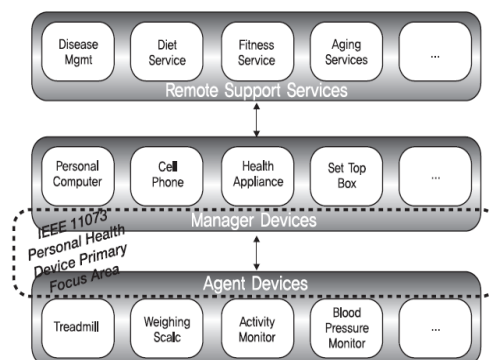 Disease
Mgmt
Diet
Service
Fitness
Service
Aging
Services
...
Remote Support Services
Personal
Computer
Cell
Phone
Health
Appliance
Set Top
Box
...
Manager Devices
IEEE 11073
Personal Health
Device Primary
Focus Area
Agent Devices
Treadmill
Weighing
Scale
Activity
Monitor
Blood
Pressure
Monitor
...